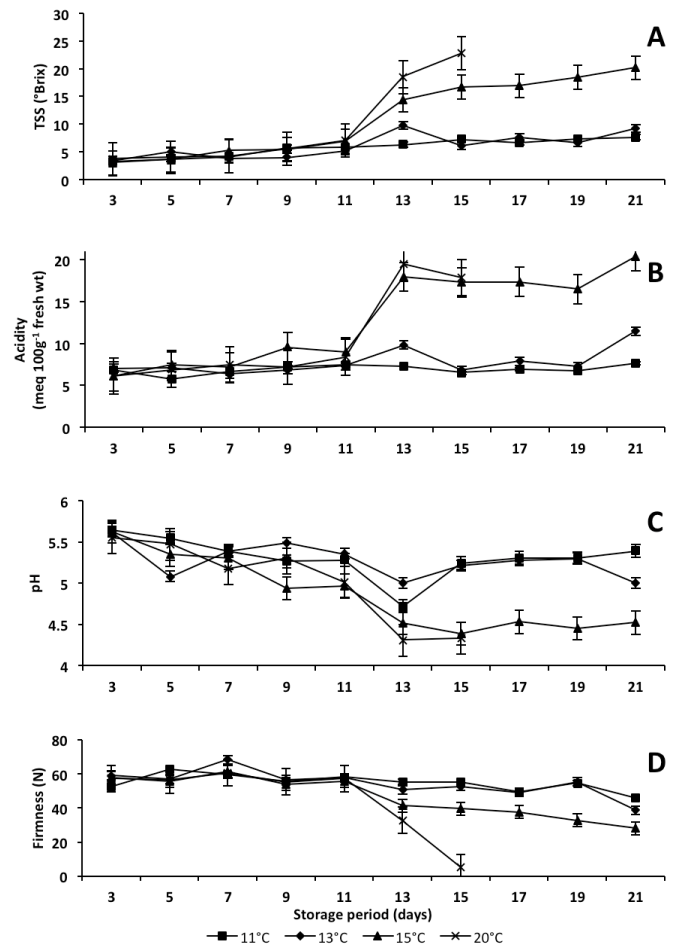 A
TSS (°Brix)
30
25
20
15
10
5
0
3 5 7 9 11 13 15 17 19 21
B
Acidity
(meq 100g⁻¹ fresh wt)
20
15
10
5
0
3 5 7 9 11 13 15 17 19 21
C
pH
6
5.5
5
4.5
4
3 5 7 9 11 13 15 17 19 21
D
Firmness (N)
80
60
40
20
0
3 5 7 9 11 13 15 17 19 21
Storage period (days)
11°C 13°C 15°C 20°C